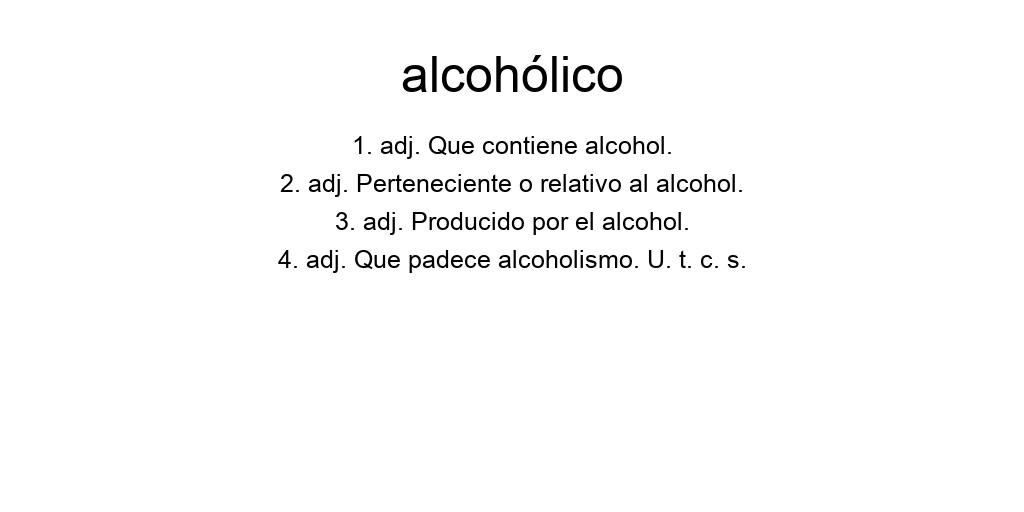 alcohólico
1. adj. Que contiene alcohol.
2. adj. Perteneciente o relativo al alcohol.
3. adj. Producido por el alcohol.
4. adj. Que padece alcoholismo. U. t. c. s.